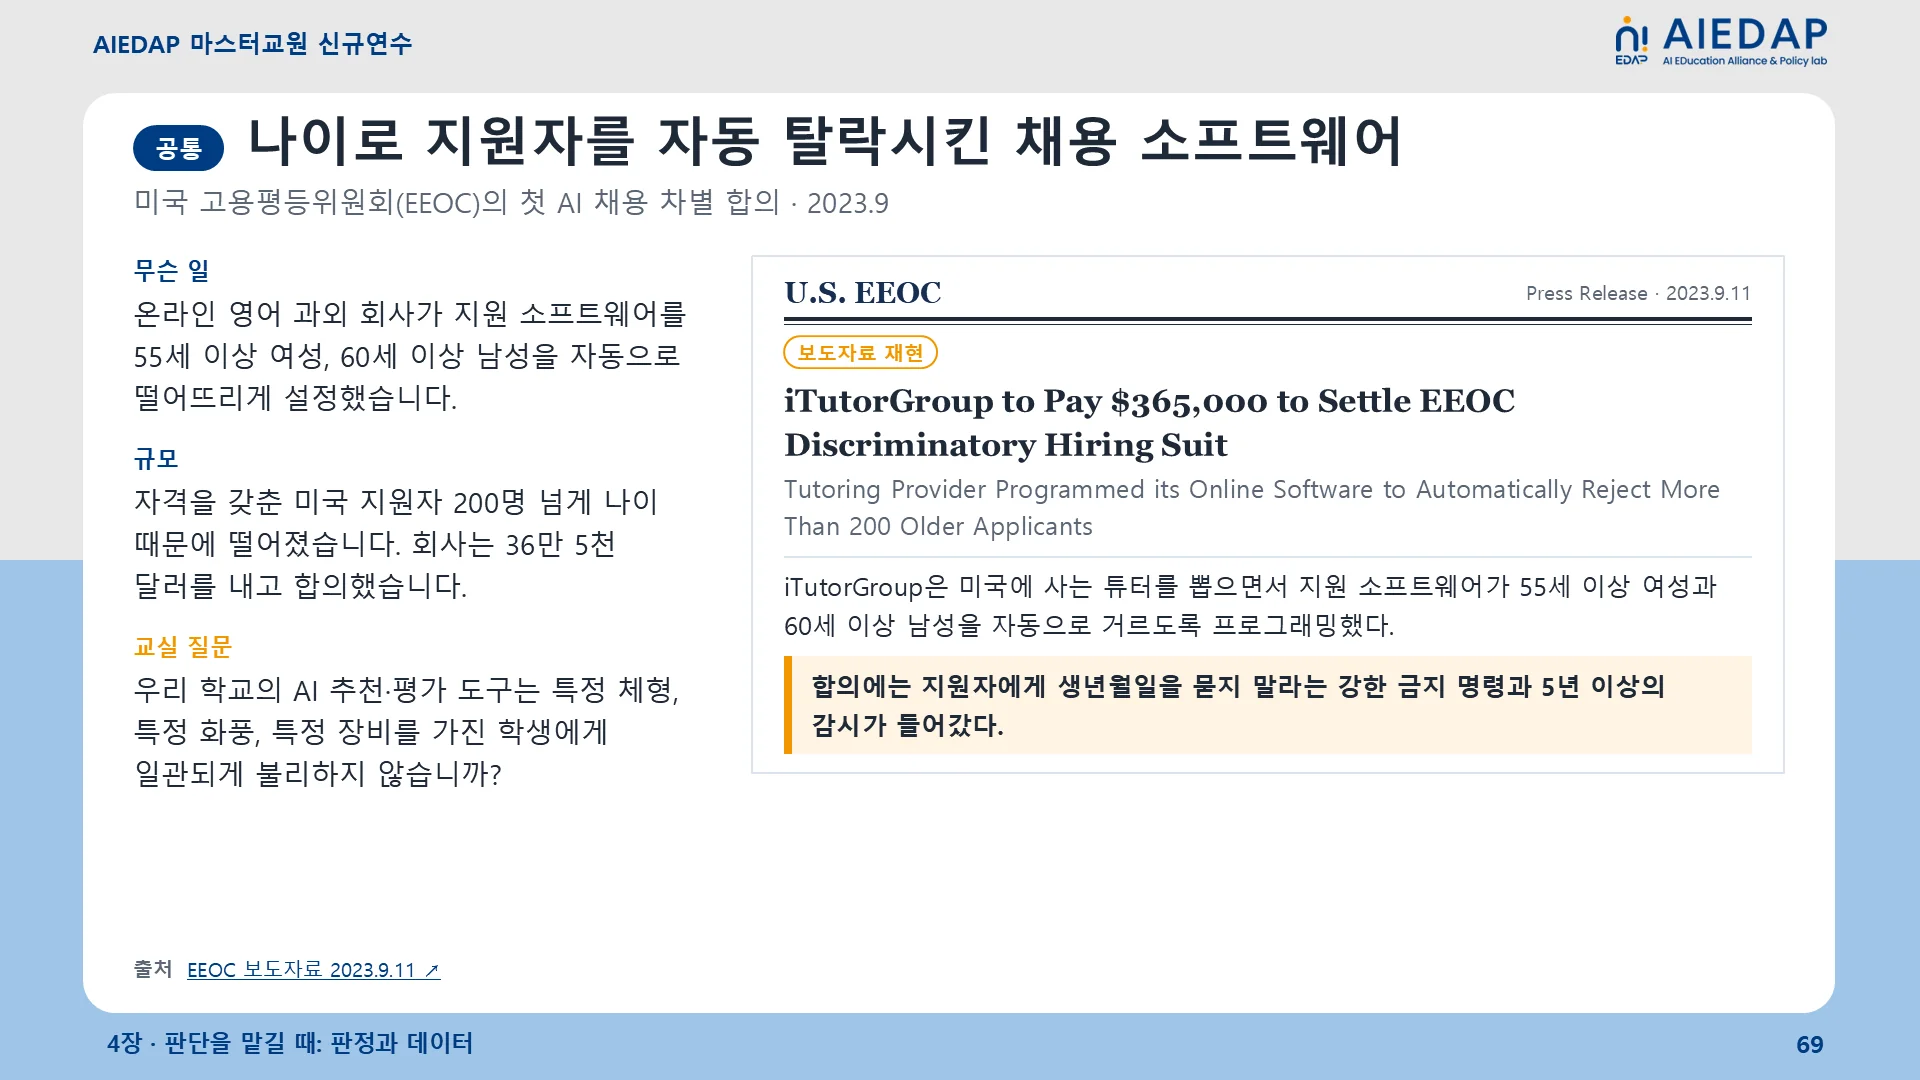 AIEDAP 마스터교원 신규연수
AIEDAP
EDAP
AI EDucation Alliance & Policy lab
공통
나이로 지원자를 자동 탈락시킨 채용 소프트웨어
미국 고용평등위원회(EEOC)의 첫 AI 채용 차별 합의 · 2023.9
무슨 일
온라인 영어 과외 회사가 지원 소프트웨어를
55세 이상 여성, 60세 이상 남성을 자동으로
떨어뜨리게 설정했습니다.
규모
자격을 갖춘 미국 지원자 200명 넘게 나이
때문에 떨어졌습니다. 회사는 36만 5천
달러를 내고 합의했습니다.
교실 질문
우리 학교의 AI 추천·평가 도구는 특정 체형,
특정 화풍, 특정 장비를 가진 학생에게
일관되게 불리하지 않습니까?
U.S. EEOC
Press Release · 2023.9.11
보도자료 재현
iTutorGroup to Pay $365,000 to Settle EEOC
Discriminatory Hiring Suit
Tutoring Provider Programmed its Online Software to Automatically Reject More
Than 200 Older Applicants
iTutorGroup은 미국에 사는 튜터를 뽑으면서 지원 소프트웨어가 55세 이상 여성과
60세 이상 남성을 자동으로 거르도록 프로그래밍했다.
합의에는 지원자에게 생년월일을 묻지 말라는 강한 금지 명령과 5년 이상의
감시가 들어갔다.
출처 EEOC 보도자료 2023.9.11 ↗
4장 · 판단을 맡길 때: 판정과 데이터
69